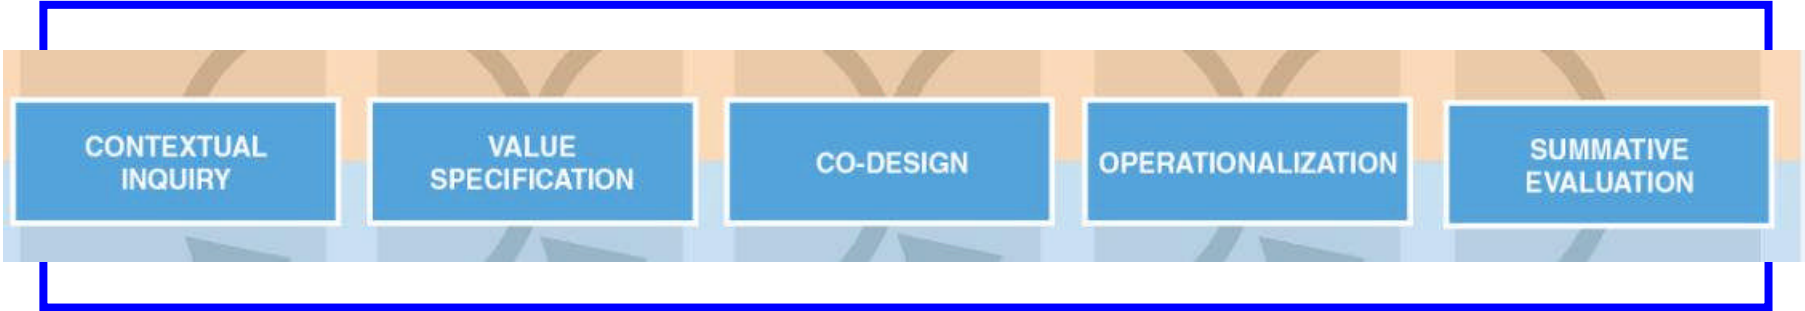 CONTEXTUAL
INQUIRY
VALUE
SPECIFICATION
CO-DESIGN
OPERATIONALIZATION
SUMMATIVE
EVALUATION